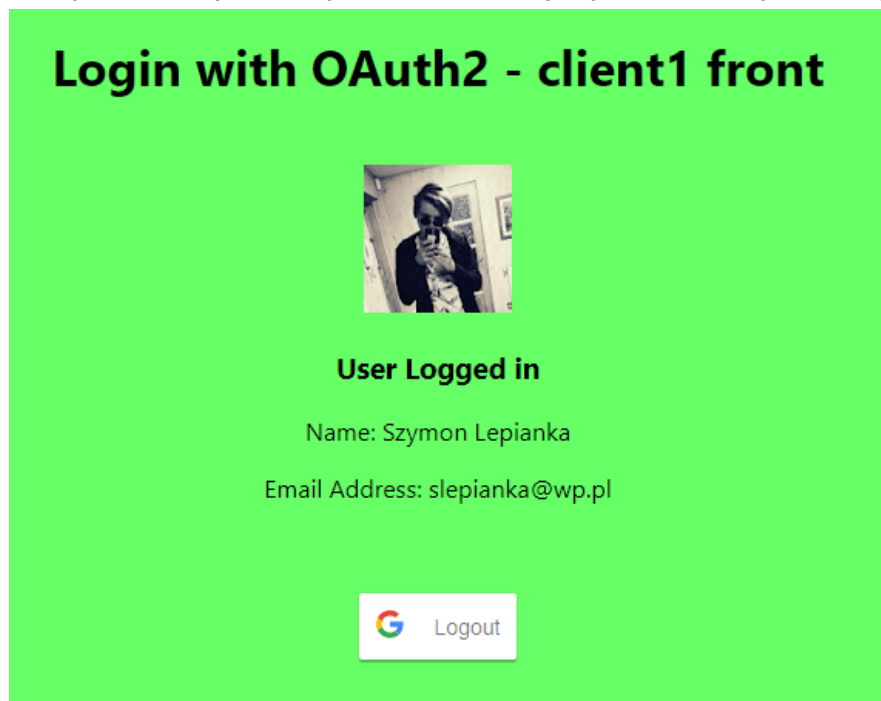 Login with OAuth2 - client1 front
User Logged in
Name: Szymon Lepianka
Email Address: slepianka@wp.pl
Logout